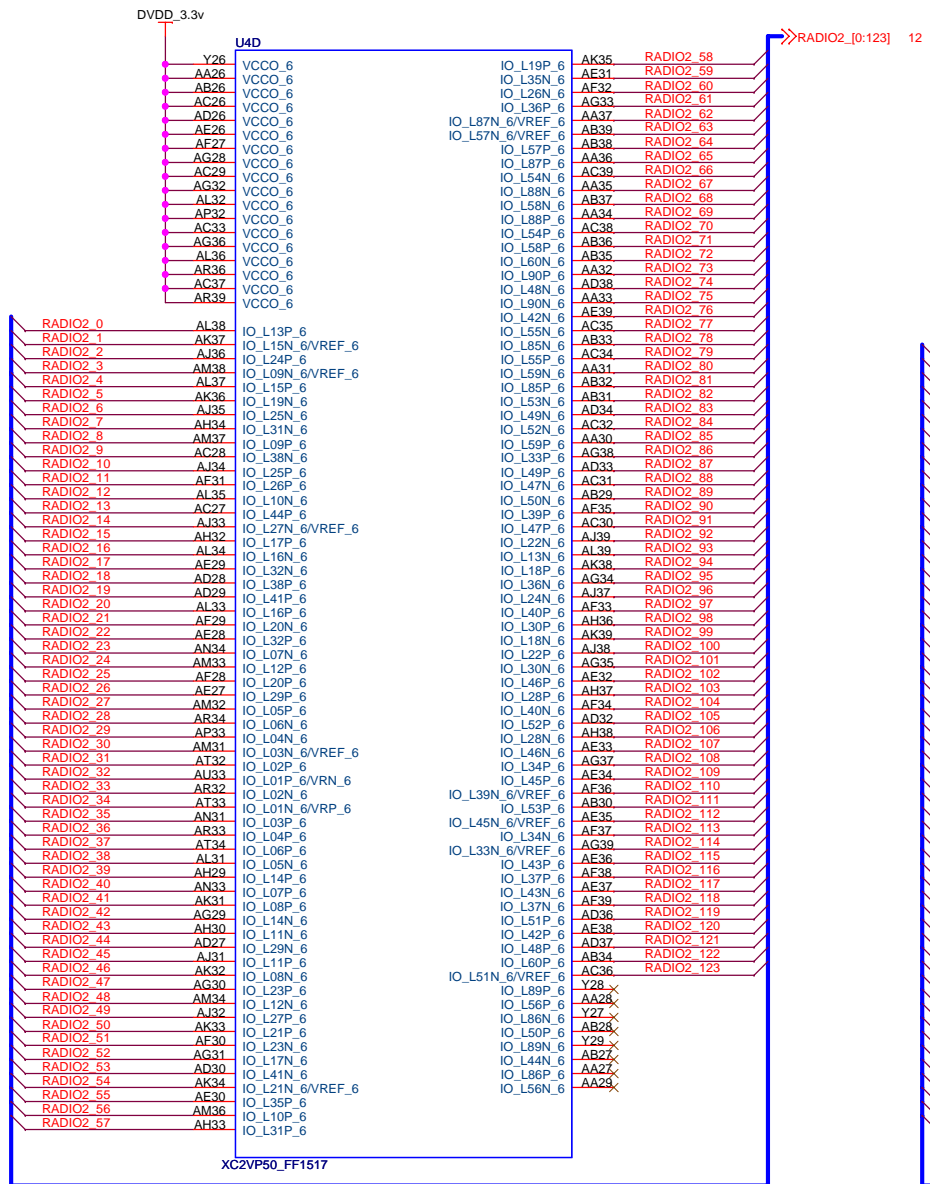 DVDD_3.3v
U4D
RADIO2_[0:123] 12
Y26 VCCO_6
AA26 VCCO_6
AB26 VCCO_6
AC26 VCCO_6
AD26 VCCO_6
AE26 VCCO_6
AF27 VCCO_6
AG28 VCCO_6
AC29 VCCO_6
AG32 VCCO_6
AL32 VCCO_6
AP32 VCCO_6
AC33 VCCO_6
AG36 VCCO_6
AL36 VCCO_6
AR36 VCCO_6
AC37 VCCO_6
AR39 VCCO_6
RADIO2_0 AL38 IO_L13P_6
RADIO2_1 AK37 IO_L15N_6/VREF_6
RADIO2_2 AJ36 IO_L24P_6
RADIO2_3 AM38 IO_L09N_6/VREF_6
RADIO2_4 AL37 IO_L15P_6
RADIO2_5 AK36 IO_L19N_6
RADIO2_6 AJ35 IO_L25N_6
RADIO2_7 AH34 IO_L31N_6
RADIO2_8 AM37 IO_L09P_6
RADIO2_9 AC28 IO_L38N_6
RADIO2_10 AJ34 IO_L25P_6
RADIO2_11 AF31 IO_L26P_6
RADIO2_12 AL35 IO_L10N_6
RADIO2_13 AC27 IO_L44P_6
RADIO2_14 AJ33 IO_L27N_6/VREF_6
RADIO2_15 AH32 IO_L17P_6
RADIO2_16 AL34 IO_L16N_6
RADIO2_17 AE29 IO_L32N_6
RADIO2_18 AD28 IO_L38P_6
RADIO2_19 AD29 IO_L41P_6
RADIO2_20 AL33 IO_L16P_6
RADIO2_21 AF29 IO_L20N_6
RADIO2_22 AE28 IO_L32P_6
RADIO2_23 AN34 IO_L07N_6
RADIO2_24 AM33 IO_L12P_6
RADIO2_25 AF28 IO_L20P_6
RADIO2_26 AE27 IO_L29P_6
RADIO2_27 AM32 IO_L05P_6
RADIO2_28 AR34 IO_L06N_6
RADIO2_29 AP33 IO_L04N_6
RADIO2_30 AM31 IO_L03N_6/VREF_6
RADIO2_31 AT32 IO_L02P_6
RADIO2_32 AU33 IO_L01P_6/VRN_6
RADIO2_33 AR32 IO_L02N_6
RADIO2_34 AT33 IO_L01N_6/VRP_6
RADIO2_35 AN31 IO_L03P_6
RADIO2_36 AR33 IO_L04P_6
RADIO2_37 AT34 IO_L06P_6
RADIO2_38 AL31 IO_L05N_6
RADIO2_39 AH29 IO_L14P_6
RADIO2_40 AN33 IO_L07P_6
RADIO2_41 AK31 IO_L08P_6
RADIO2_42 AG29 IO_L14N_6
RADIO2_43 AH30 IO_L11N_6
RADIO2_44 AD27 IO_L29N_6
RADIO2_45 AJ31 IO_L11P_6
RADIO2_46 AK32 IO_L08N_6
RADIO2_47 AG30 IO_L23P_6
RADIO2_48 AM34 IO_L12N_6
RADIO2_49 AJ32 IO_L27P_6
RADIO2_50 AK33 IO_L21P_6
RADIO2_51 AF30 IO_L23N_6
RADIO2_52 AG31 IO_L17N_6
RADIO2_53 AD30 IO_L41N_6
RADIO2_54 AK34 IO_L21N_6/VREF_6
RADIO2_55 AE30 IO_L35P_6
RADIO2_56 AM36 IO_L10P_6
RADIO2_57 AH33 IO_L31P_6
IO_L19P_6 AK35 RADIO2_58
IO_L35N_6 AE31 RADIO2_59
IO_L26N_6 AF32 RADIO2_60
IO_L36P_6 AG33 RADIO2_61
IO_L87N_6/VREF_6 AA37 RADIO2_62
IO_L57N_6/VREF_6 AB39 RADIO2_63
IO_L57P_6 AB38 RADIO2_64
IO_L87P_6 AA36 RADIO2_65
IO_L54N_6 AC39 RADIO2_66
IO_L88N_6 AA35 RADIO2_67
IO_L58N_6 AB37 RADIO2_68
IO_L88P_6 AA34 RADIO2_69
IO_L54P_6 AC38 RADIO2_70
IO_L58P_6 AB36 RADIO2_71
IO_L60N_6 AB35 RADIO2_72
IO_L90P_6 AA32 RADIO2_73
IO_L48N_6 AD38 RADIO2_74
IO_L90N_6 AA33 RADIO2_75
IO_L42N_6 AE39 RADIO2_76
IO_L55N_6 AC35 RADIO2_77
IO_L85N_6 AB33 RADIO2_78
IO_L55P_6 AC34 RADIO2_79
IO_L59N_6 AA31 RADIO2_80
IO_L85P_6 AB32 RADIO2_81
IO_L53N_6 AB31 RADIO2_82
IO_L49N_6 AD34 RADIO2_83
IO_L52N_6 AC32 RADIO2_84
IO_L59P_6 AA30 RADIO2_85
IO_L33P_6 AG38 RADIO2_86
IO_L49P_6 AD33 RADIO2_87
IO_L47N_6 AC31 RADIO2_88
IO_L50N_6 AB29 RADIO2_89
IO_L39P_6 AF35 RADIO2_90
IO_L47P_6 AC30 RADIO2_91
IO_L22N_6 AJ39 RADIO2_92
IO_L13N_6 AL39 RADIO2_93
IO_L18P_6 AK38 RADIO2_94
IO_L36N_6 AG34 RADIO2_95
IO_L24N_6 AJ37 RADIO2_96
IO_L40P_6 AF33 RADIO2_97
IO_L30P_6 AH36 RADIO2_98
IO_L18N_6 AK39 RADIO2_99
IO_L22P_6 AJ38 RADIO2_100
IO_L30N_6 AG35 RADIO2_101
IO_L46P_6 AE32 RADIO2_102
IO_L28P_6 AH37 RADIO2_103
IO_L40N_6 AF34 RADIO2_104
IO_L52P_6 AD32 RADIO2_105
IO_L28N_6 AH38 RADIO2_106
IO_L46N_6 AE33 RADIO2_107
IO_L34P_6 AG37 RADIO2_108
IO_L45P_6 AE34 RADIO2_109
IO_L39N_6/VREF_6 AF36 RADIO2_110
IO_L53P_6 AB30 RADIO2_111
IO_L45N_6/VREF_6 AE35 RADIO2_112
IO_L34N_6 AF37 RADIO2_113
IO_L33N_6/VREF_6 AG39 RADIO2_114
IO_L43P_6 AE36 RADIO2_115
IO_L37P_6 AF38 RADIO2_116
IO_L43N_6 AE37 RADIO2_117
IO_L37N_6 AF39 RADIO2_118
IO_L51P_6 AD36 RADIO2_119
IO_L42P_6 AE38 RADIO2_120
IO_L48P_6 AD37 RADIO2_121
IO_L60P_6 AB34 RADIO2_122
IO_L51N_6/VREF_6 AC36 RADIO2_123
IO_L89P_6 Y28
IO_L56P_6 AA28
IO_L86N_6 Y27
IO_L50P_6 AB28
IO_L89N_6 Y29
IO_L44N_6 AB27
IO_L86P_6 AA27
IO_L56N_6 AA29
XC2VP50_FF1517